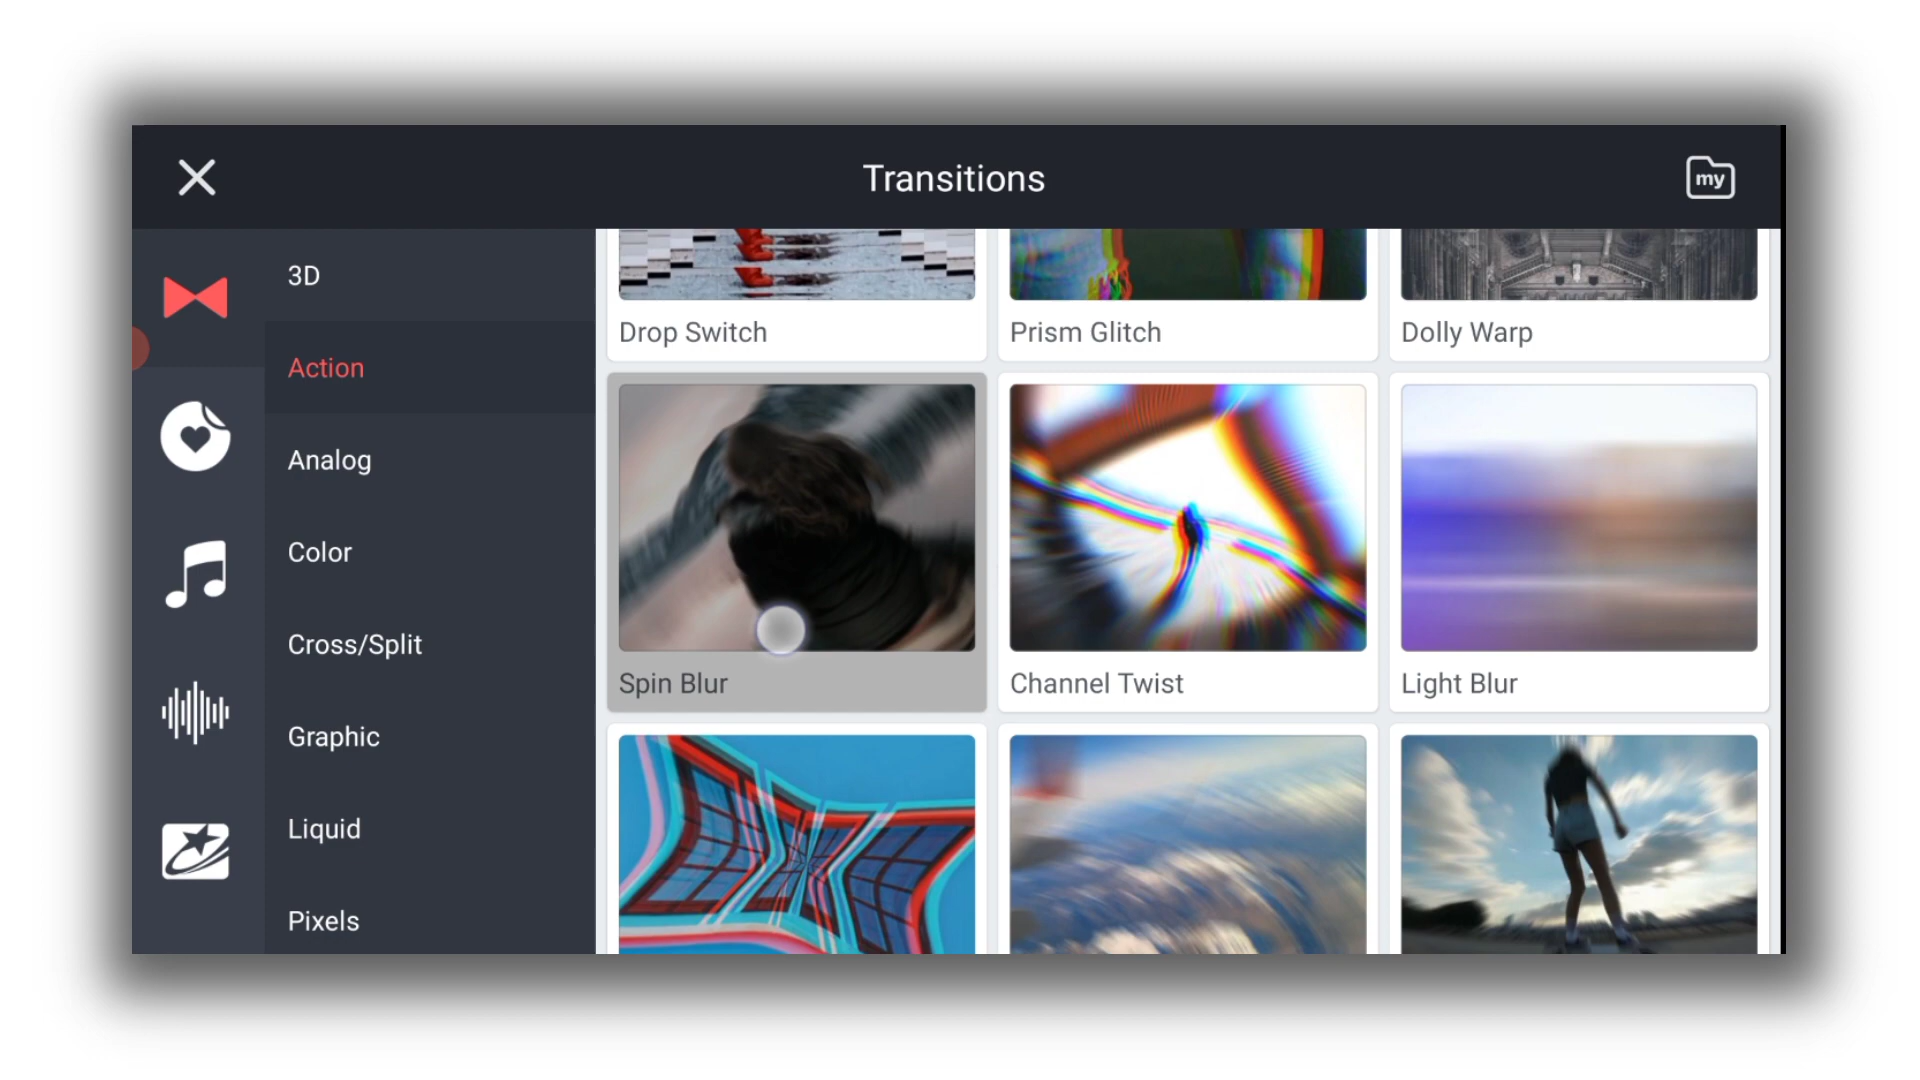 Transitions
my
3D
Action
Analog
Color
Cross/Split
Graphic
Liquid
Pixels
Drop Switch
Prism Glitch
Dolly Warp
Spin Blur
Channel Twist
Light Blur